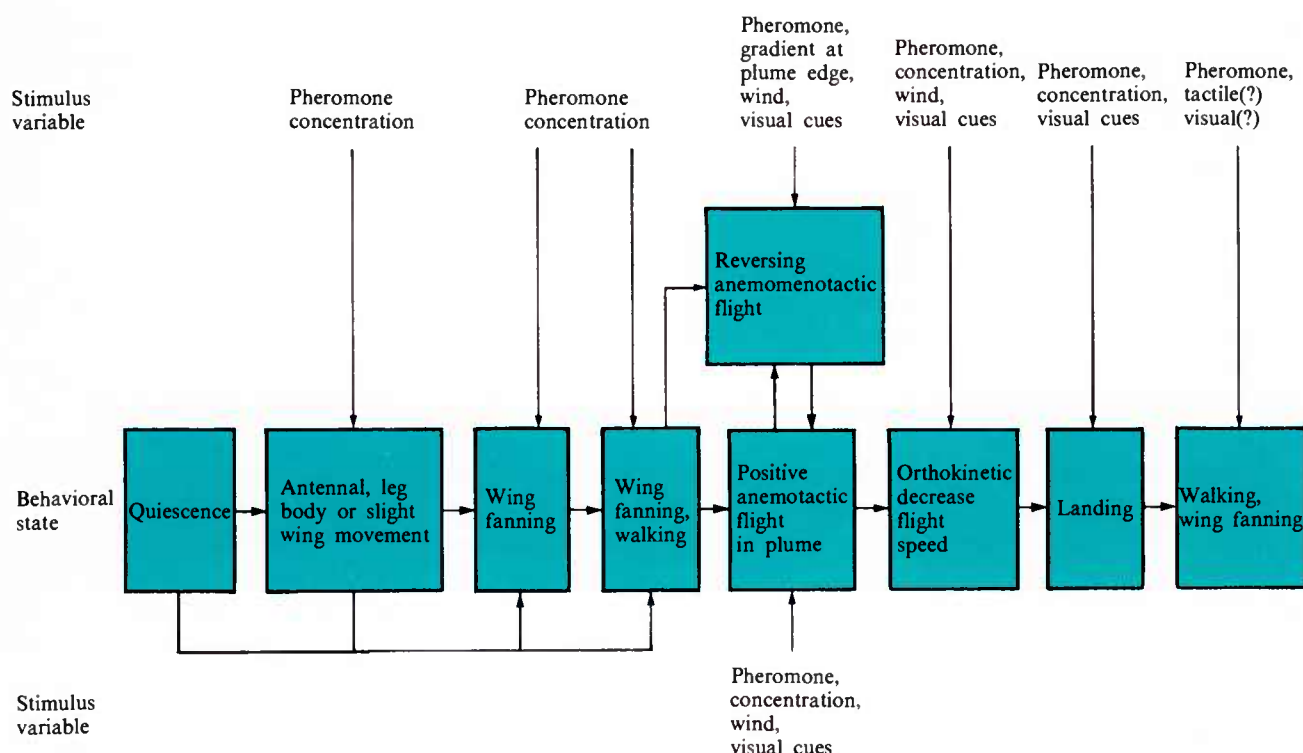 Stimulus
variable
Pheromone
concentration
Pheromone
concentration
Pheromone,
gradient at
plume edge,
wind,
visual cues
Pheromone,
concentration,
wind,
visual cues
Pheromone,
concentration,
visual cues
Pheromone,
tactile(?)
visual(?)
Reversing
anemomenotactic
flight
Behavioral
state
Quiescence
Antennal, leg
body or slight
wing movement
Wing
fanning
Wing
fanning,
walking
Positive
anemotactic
flight
in plume
Orthokinetic
decrease
flight
speed
Landing
Walking,
wing fanning
Stimulus
variable
Pheromone,
concentration,
wind,
visual cues